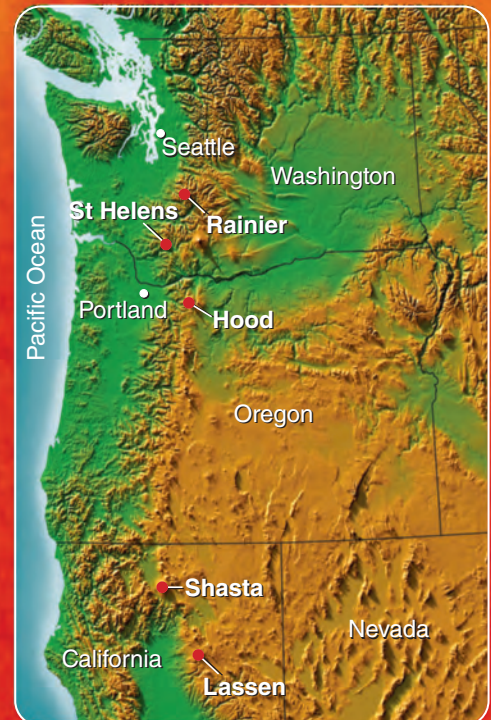 Seattle
Washington
St Helens
Rainier
Pacific Ocean
Portland
Hood
Oregon
Shasta
Nevada
California
Lassen